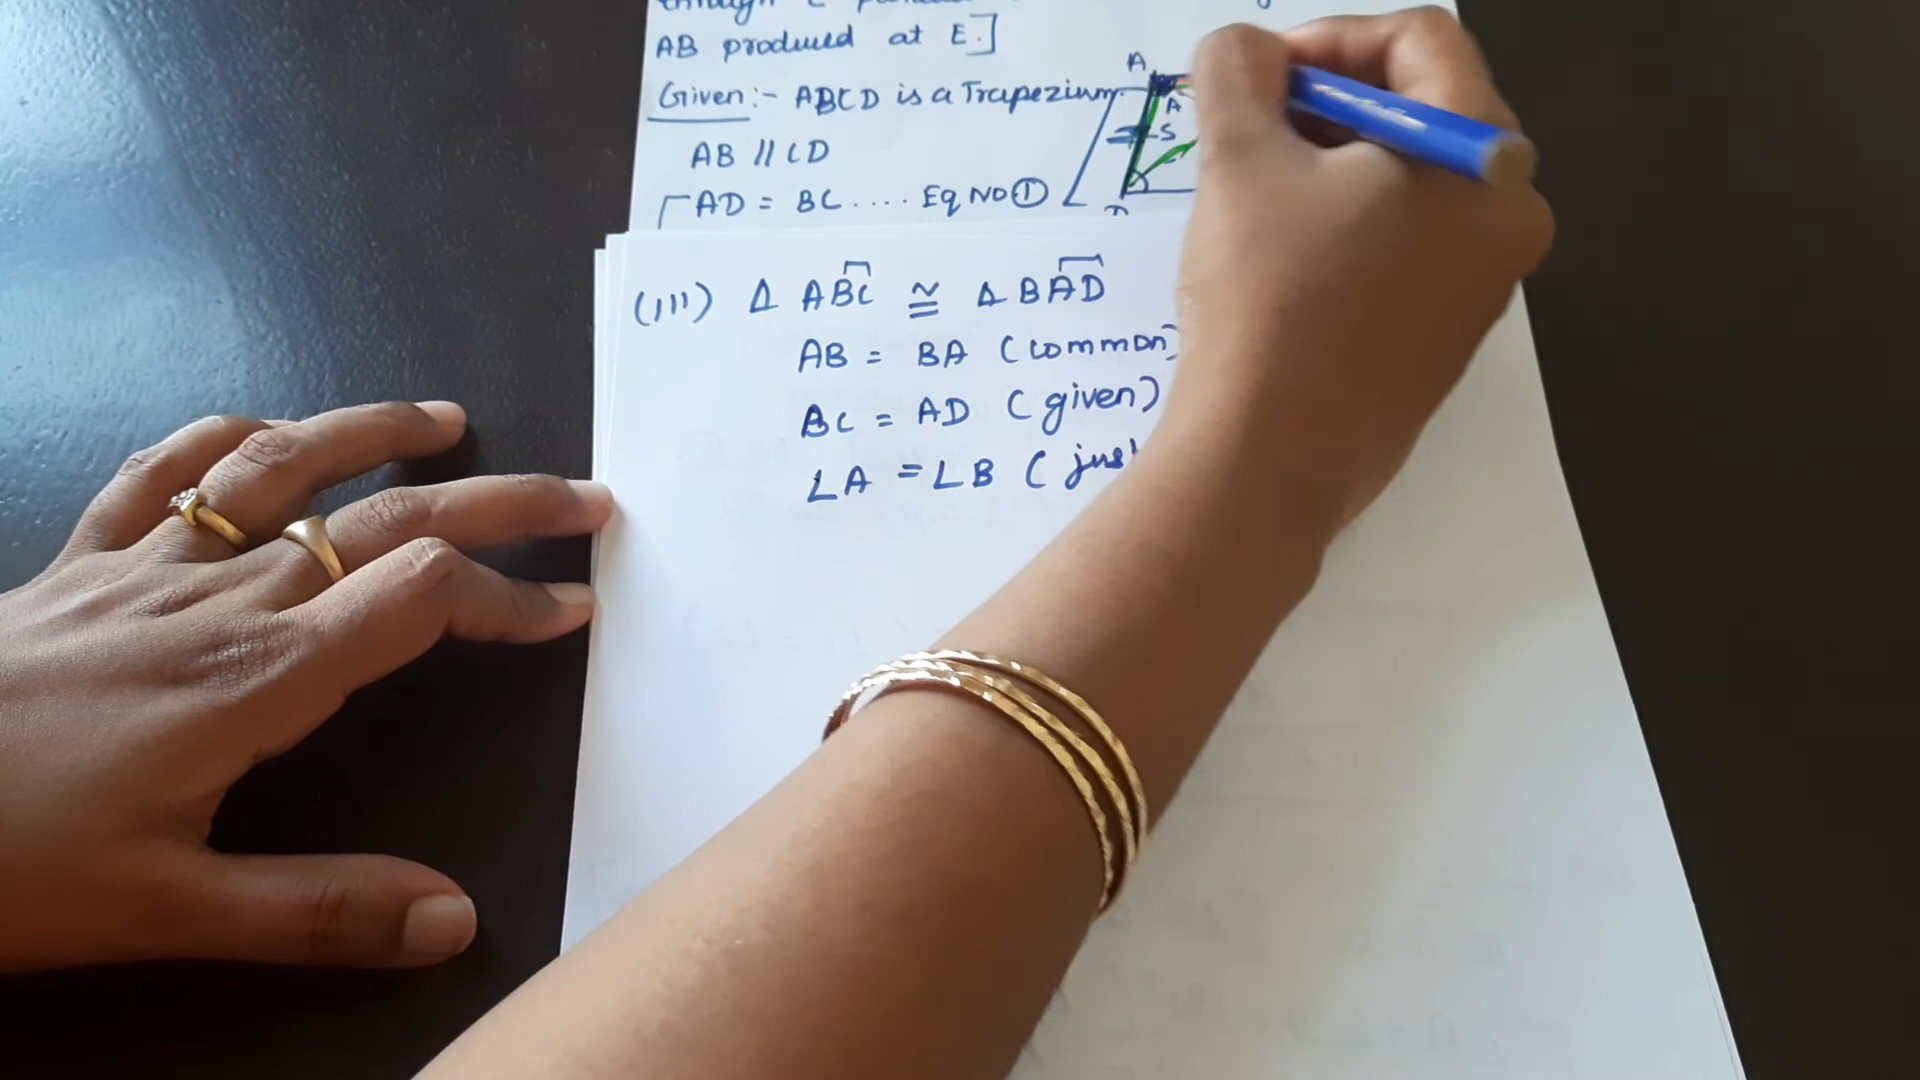 through C
AB produced at E.]
Given :- ABCD is a Trapezium
AB // CD
AD = BC .... Eq No ①
A
A
S
D
(iii) Δ ABC ≅ Δ BAD
AB = BA (common)
BC = AD (given)
∠A = ∠B (